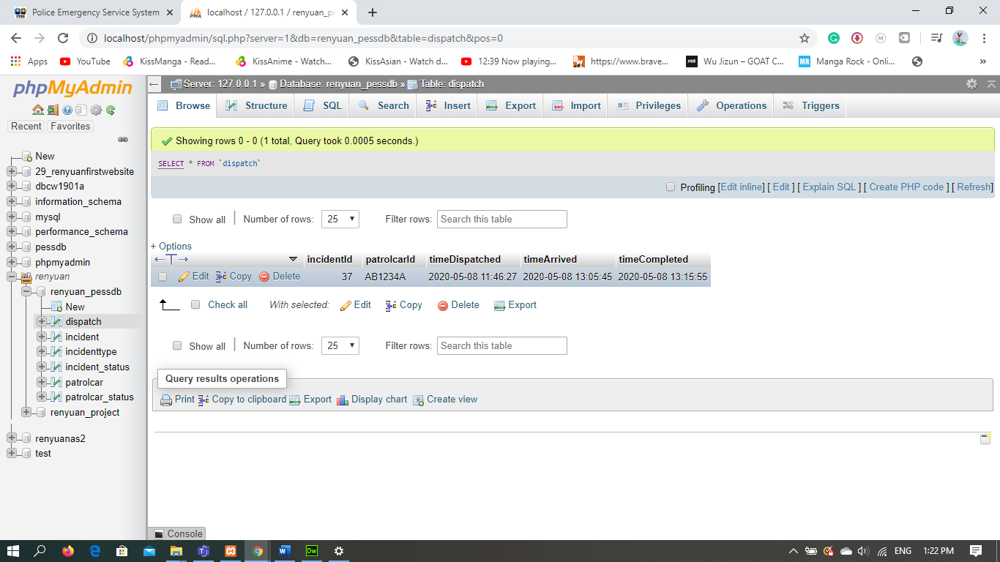 Police Emergency Service System
localhost / 127.0.0.1 / renyuan_pe
localhost/phpmyadmin/sql.php?server=1&db=renyuan_pessdb&table=dispatch&pos=0
Apps YouTube KissManga - Read... KissAnime - Watch... KissAsian - Watch d... 12:39 Now playing... https://www.brave... Wu Jizun – GOAT C... MR Manga Rock - Onli... »
phpMyAdmin
Recent Favorites
New
29_renyuanfirstwebsite
dbcw1901a
information_schema
mysql
performance_schema
pessdb
phpmyadmin
renyuan
renyuan_pessdb
New
dispatch
incident
incidenttype
incident_status
patrolcar
patrolcar_status
renyuan_project
renyuanas2
test
Server: 127.0.0.1 » Database: renyuan_pessdb » Table: dispatch
Browse Structure SQL Search Insert Export Import Privileges Operations Triggers
Showing rows 0 - 0 (1 total, Query took 0.0005 seconds.)
SELECT * FROM `dispatch`
Profiling [Edit inline] [ Edit ] [ Explain SQL ] [ Create PHP code ] [ Refresh]
Show all Number of rows: 25 Filter rows: Search this table
+ Options
←T→ incidentId patrolcarId timeDispatched timeArrived timeCompleted
Edit Copy Delete 37 AB1234A 2020-05-08 11:46:27 2020-05-08 13:05:45 2020-05-08 13:15:55
Check all With selected: Edit Copy Delete Export
Show all Number of rows: 25 Filter rows: Search this table
Query results operations
Print Copy to clipboard Export Display chart Create view
Console
Dw
ENG 1:22 PM